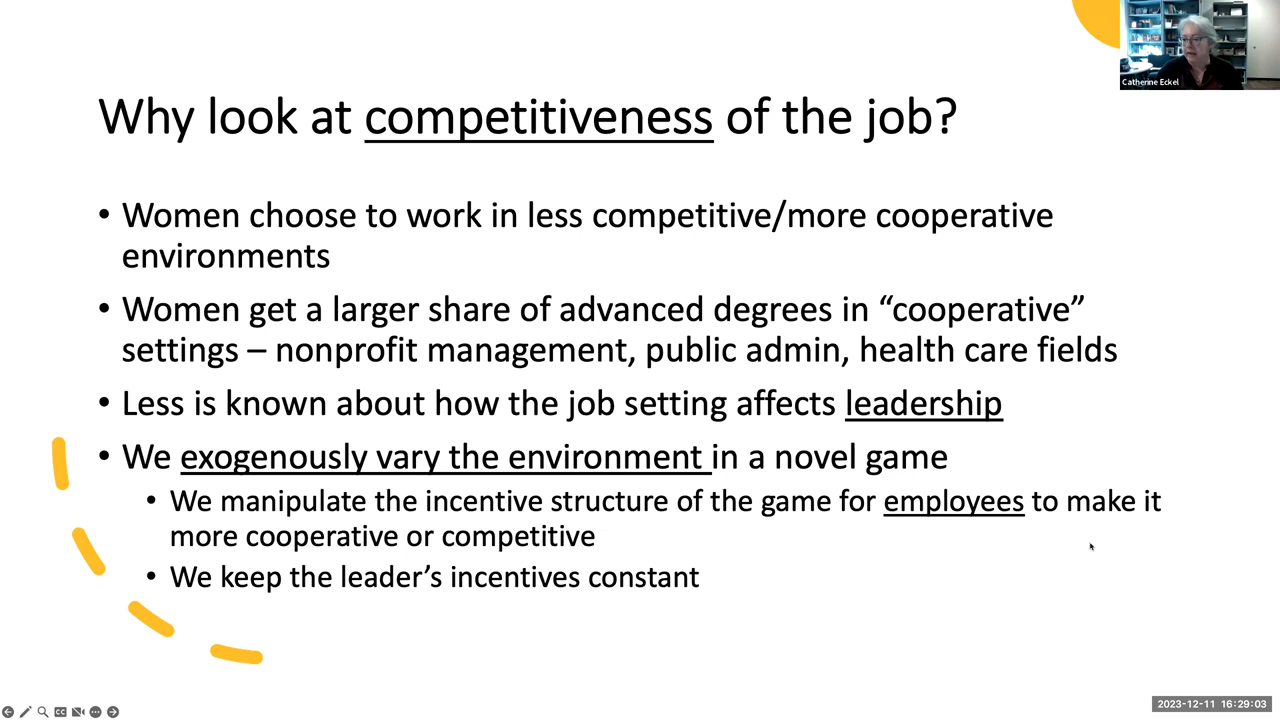 Catherine Eckel
Why look at competitiveness of the job?
• Women choose to work in less competitive/more cooperative
environments
• Women get a larger share of advanced degrees in “cooperative”
settings – nonprofit management, public admin, health care fields
• Less is known about how the job setting affects leadership
• We exogenously vary the environment in a novel game
• We manipulate the incentive structure of the game for employees to make it
more cooperative or competitive
• We keep the leader’s incentives constant
2023-12-11 16:29:03